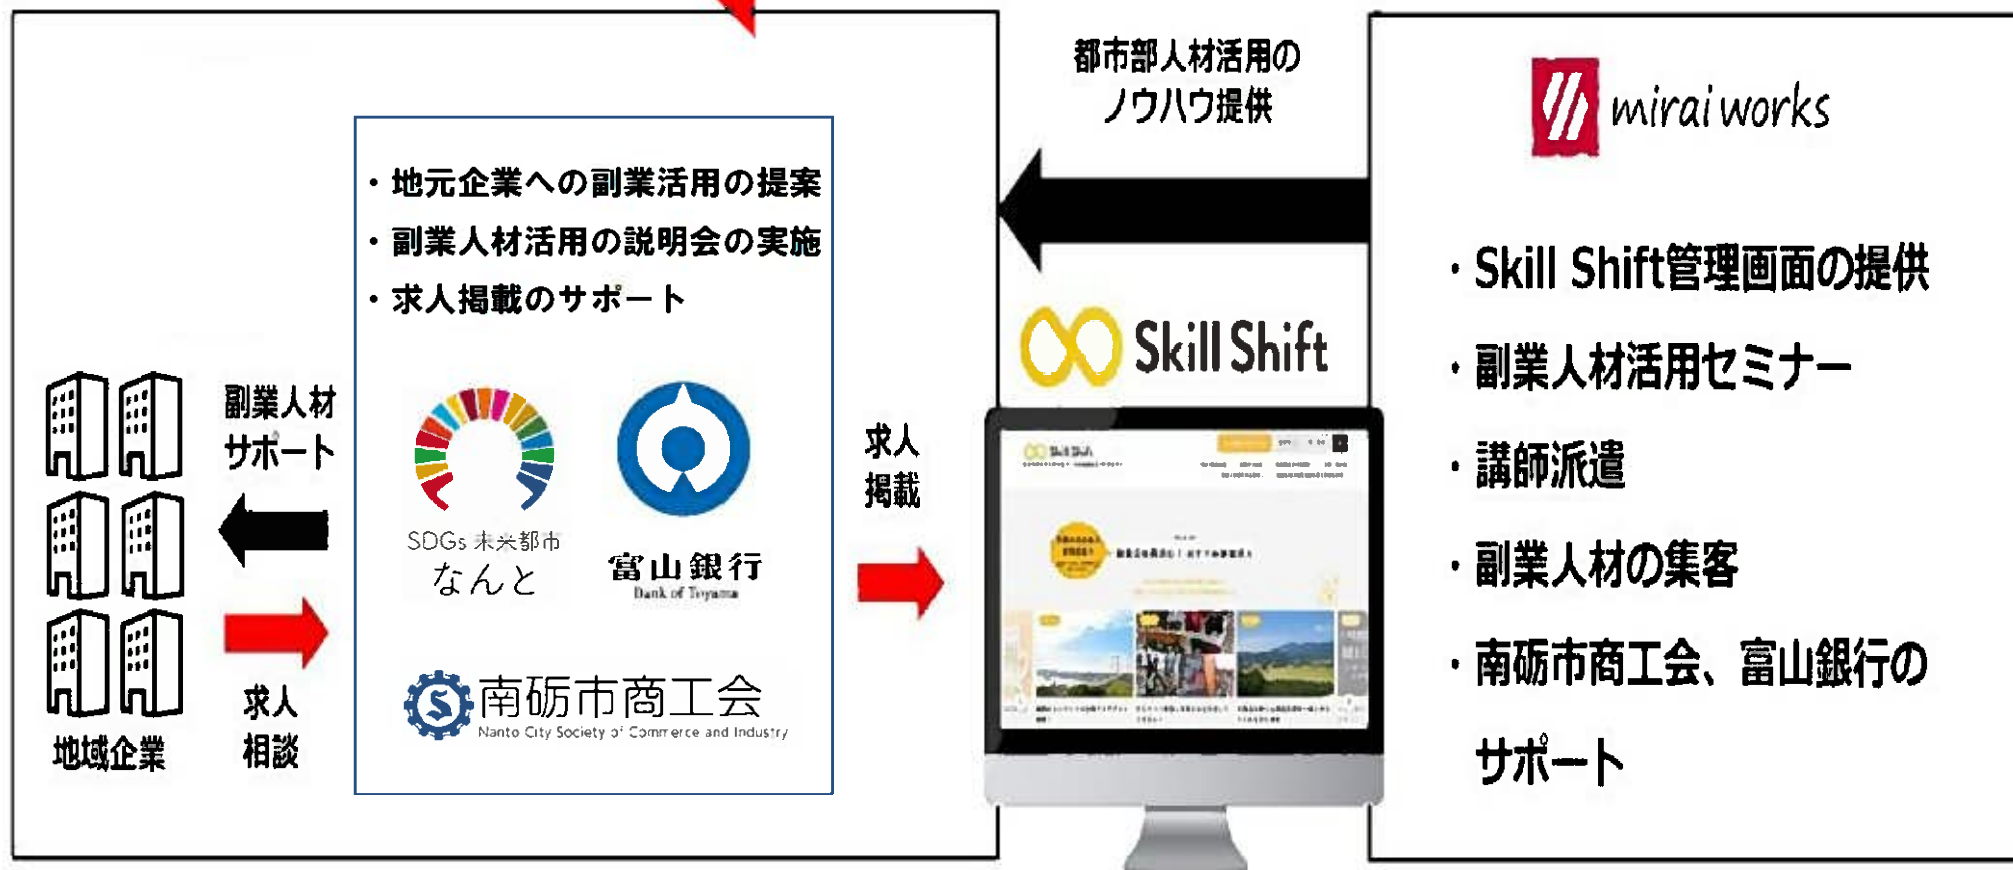 都市部人材活用の
ノウハウ提供
mirai works
・地元企業への副業活用の提案
・副業人材活用の説明会の実施
・求人掲載のサポート
・Skill Shift管理画面の提供
・副業人材活用セミナー
・講師派遣
・副業人材の集客
・南砺市商工会、富山銀行の
サポート
Skill Shift
副業人材
サポート
求人
掲載
SDGs 未来都市
なんと
富山銀行
Bank of Toyama
南砺市商工会
Nanto City Society of Commerce and Industry
地域企業
求人
相談
Skill Shift